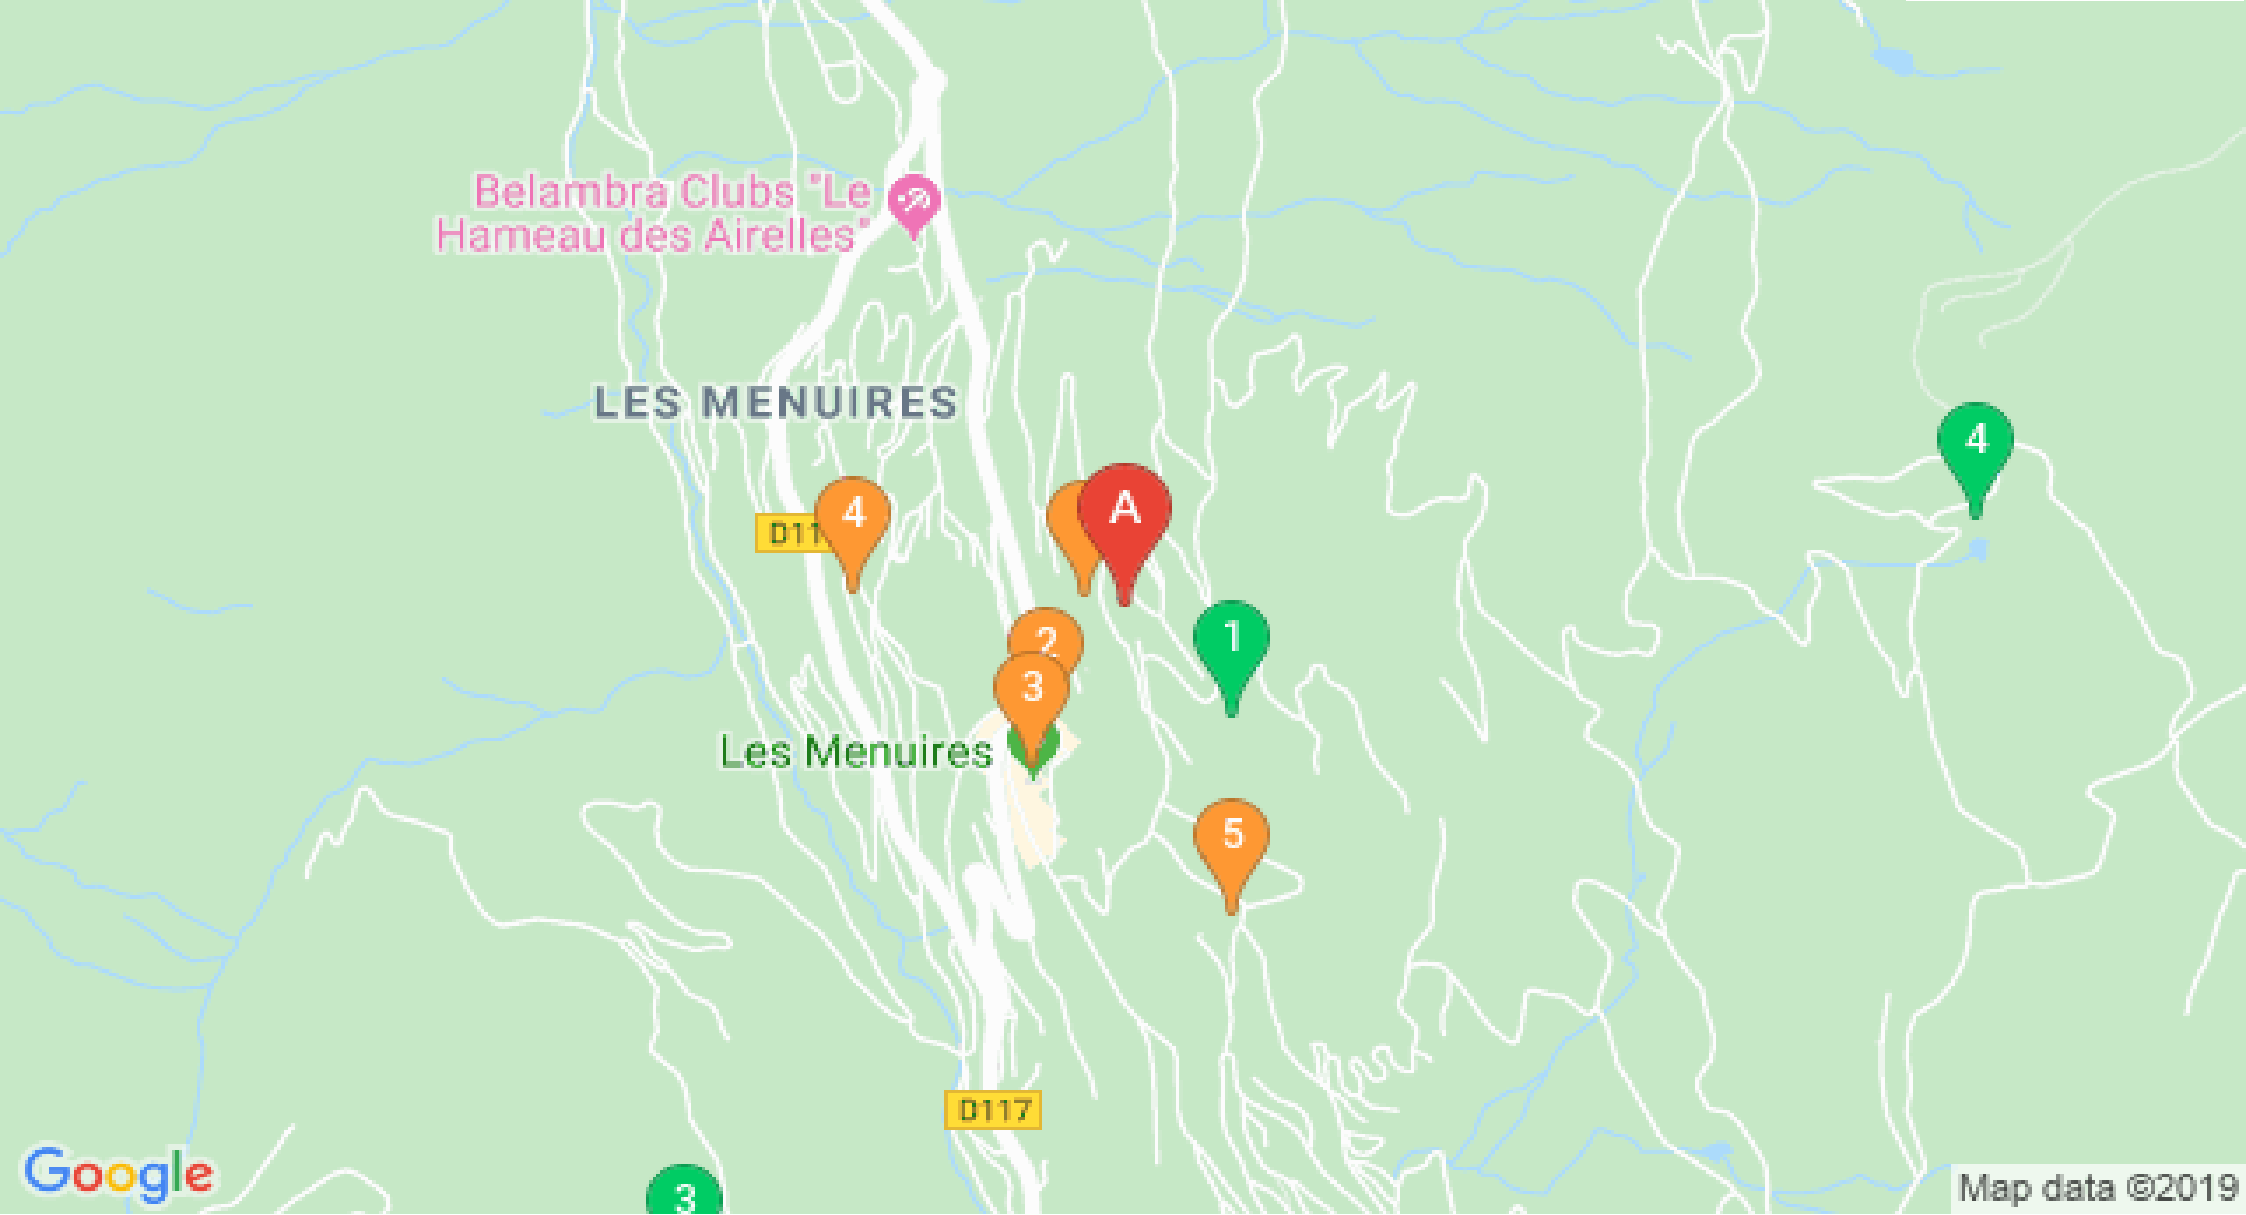 Belambra Clubs "Le
Hameau des Airelles"
LES MENUIRES
4
4
A
D11
1
2
3
Les Menuires
5
D117
3
Google
Map data ©2019